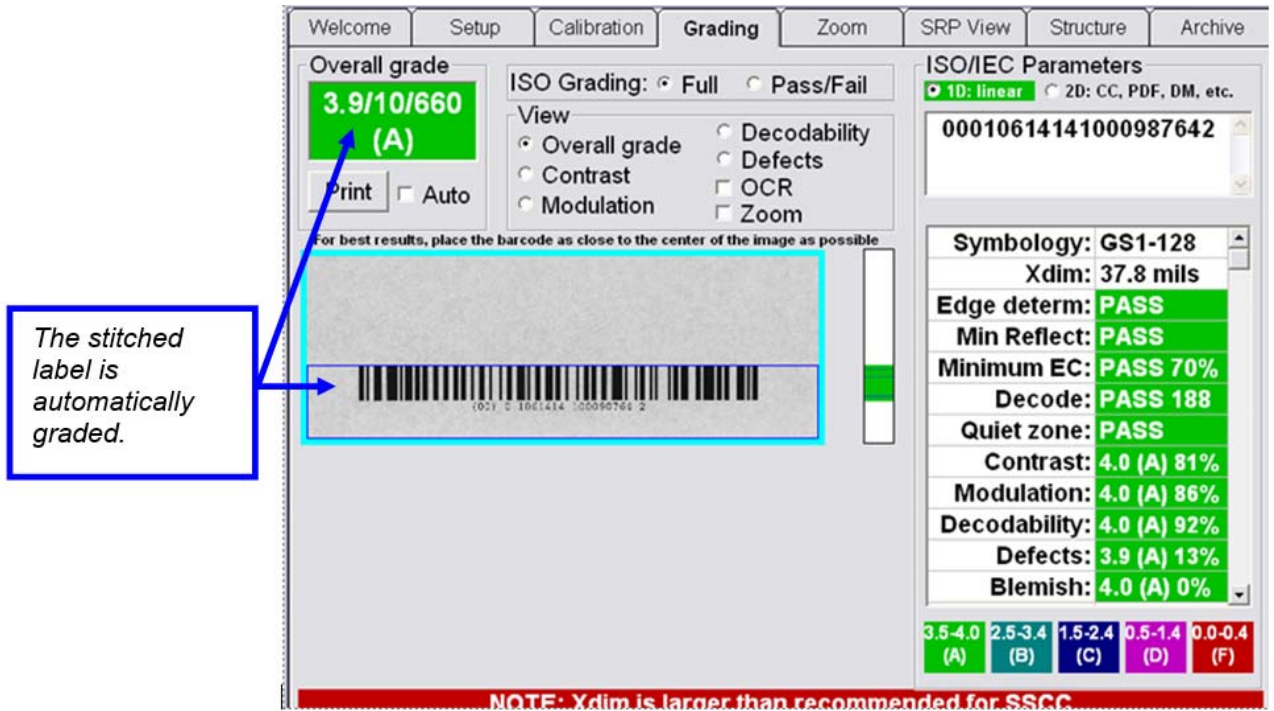 Welcome Setup Calibration Grading Zoom SRP View Structure Archive
Overall grade
3.9/10/660
(A)
Print Auto
ISO Grading: Full Pass/Fail
View
Overall grade
Contrast
Modulation
Decodability
Defects
OCR
Zoom
For best results, place the barcode as close to the center of the image as possible
The stitched
label is
automatically
graded.
(00) 0 1061414 100090764 2
ISO/IEC Parameters
1D: linear 2D: CC, PDF, DM, etc.
00010614141000987642
Symbology: GS1-128
Xdim: 37.8 mils
Edge determ: PASS
Min Reflect: PASS
Minimum EC: PASS 70%
Decode: PASS 188
Quiet zone: PASS
Contrast: 4.0 (A) 81%
Modulation: 4.0 (A) 86%
Decodability: 4.0 (A) 92%
Defects: 3.9 (A) 13%
Blemish: 4.0 (A) 0%
3.5-4.0 2.5-3.4 1.5-2.4 0.5-1.4 0.0-0.4
(A) (B) (C) (D) (F)
NOTE: Xdim is larger than recommended for SSCC